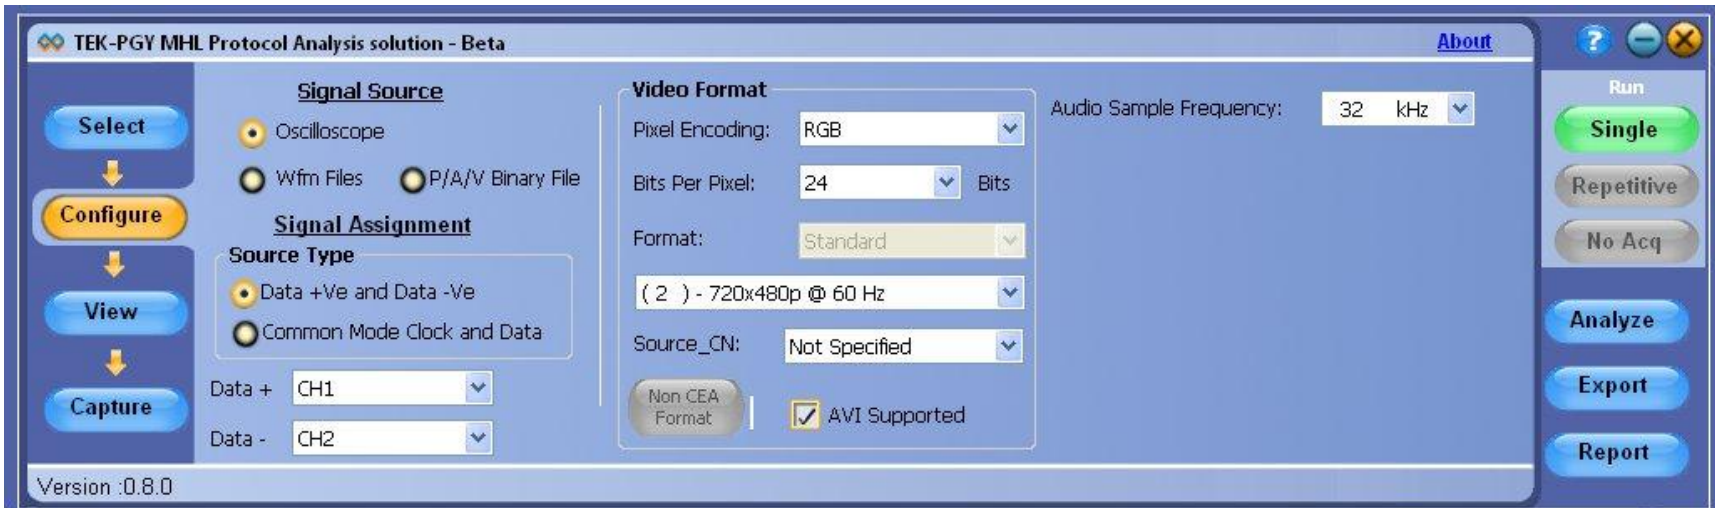 TEK-PGY MHL Protocol Analysis solution - Beta
About
?
Select
Configure
View
Capture
Signal Source
Oscilloscope
Wfm Files
P/A/V Binary File
Signal Assignment
Source Type
Data +Ve and Data -Ve
Common Mode Clock and Data
Data + CH1
Data - CH2
Video Format
Pixel Encoding: RGB
Bits Per Pixel: 24 Bits
Format: Standard
( 2 ) - 720x480p @ 60 Hz
Source_CN: Not Specified
Non CEA
Format
AVI Supported
Audio Sample Frequency: 32 kHz
Run
Single
Repetitive
No Acq
Analyze
Export
Report
Version :0.8.0